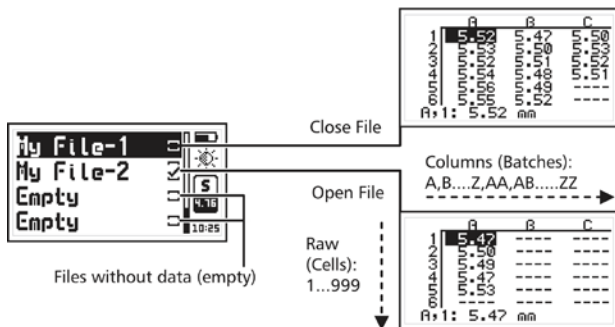 My File-1
My File-2
Empty
Empty
S
4.76
10:25
Files without data (empty)
Close File
Open File
A B C
1 5.52 5.47 5.50
2 5.53 5.50 5.53
3 5.52 5.51 5.52
4 5.54 5.48 5.51
5 5.56 5.49 ----
6 5.55 5.52 ----
A,1: 5.52 mm
Columns (Batches):
A,B....Z,AA,AB.....ZZ
Raw
(Cells):
1...999
A B C
1 5.47 ---- ----
2 5.50 ---- ----
3 5.49 ---- ----
4 5.47 ---- ----
5 5.53 ---- ----
6 ---- ---- ----
A,1: 5.47 mm